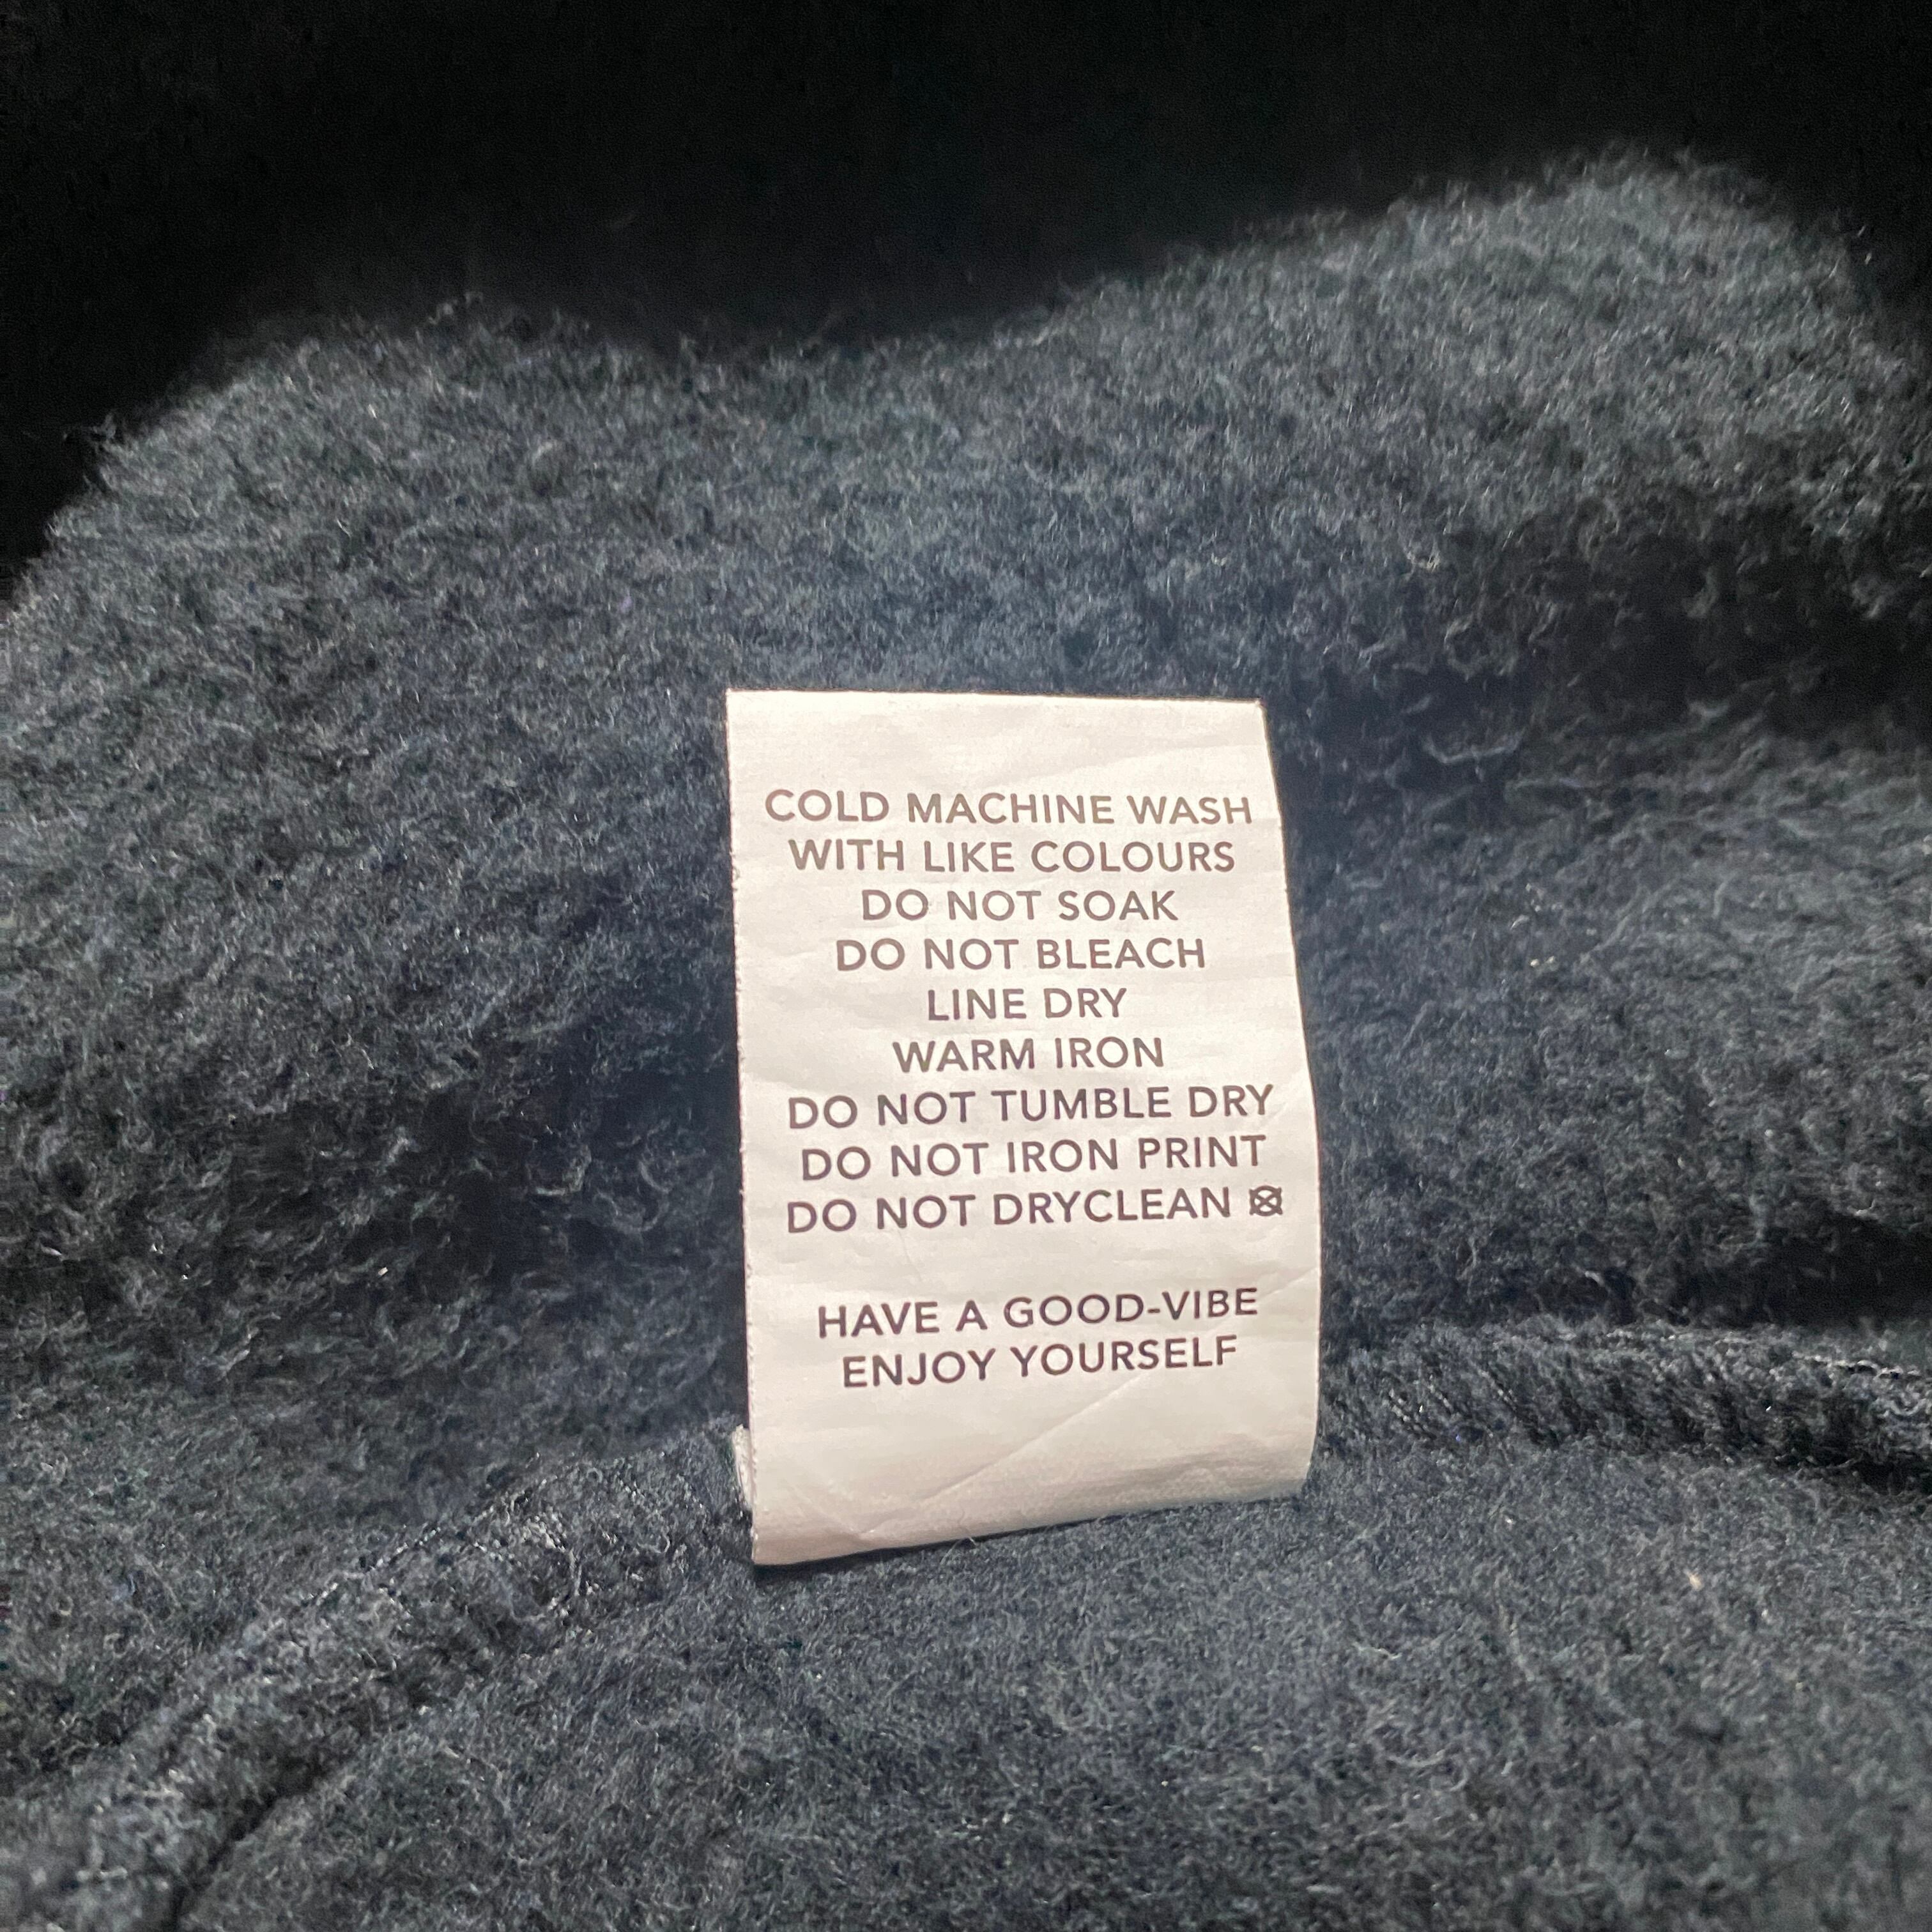 COLD MACHINE WASH
WITH LIKE COLOURS
DO NOT SOAK
DO NOT BLEACH
LINE DRY
WARM IRON
DO NOT TUMBLE DRY
DO NOT IRON PRINT
DO NOT DRYCLEAN
HAVE A GOOD-VIBE
ENJOY YOURSELF